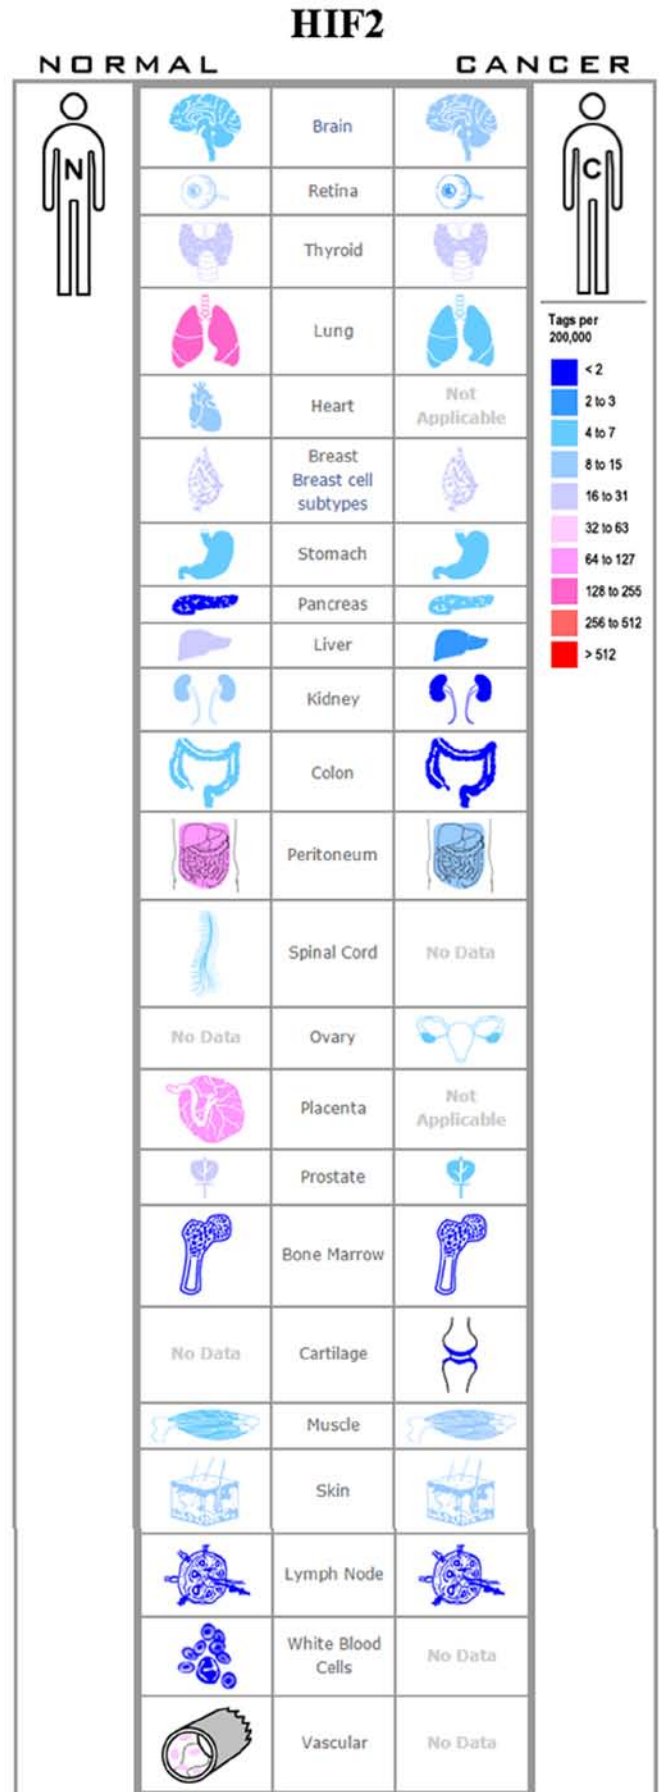 HIF2
NORMAL
CANCER
N
C
Brain
Retina
Thyroid
Lung
Heart
Not
Applicable
Breast
Breast cell
subtypes
Stomach
Pancreas
Liver
Kidney
Colon
Peritoneum
Spinal Cord
No Data
No Data
Ovary
Placenta
Not
Applicable
Prostate
Bone Marrow
No Data
Cartilage
Muscle
Skin
Lymph Node
White Blood
Cells
No Data
Vascular
No Data
Tags per
200,000
< 2
2 to 3
4 to 7
8 to 15
16 to 31
32 to 63
64 to 127
128 to 255
256 to 512
> 512